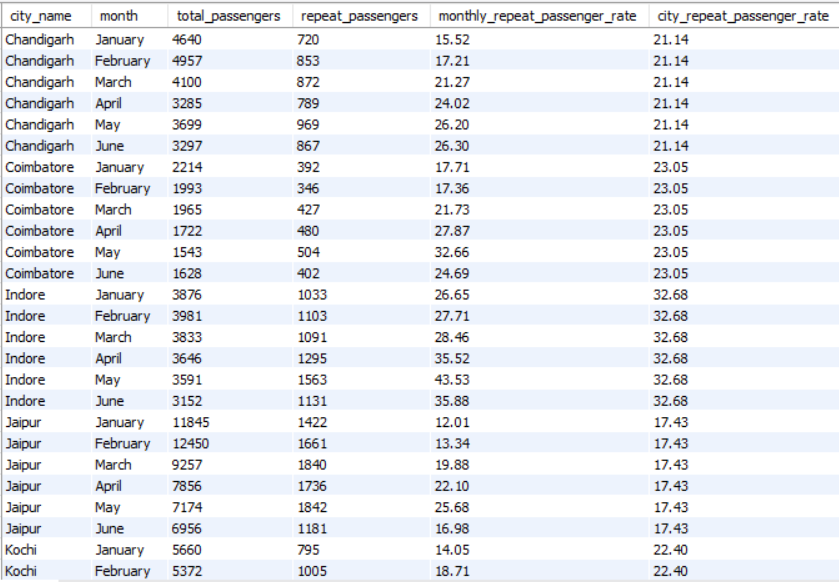 city_name month total_passengers repeat_passengers monthly_repeat_passenger_rate city_repeat_passenger_rate
Chandigarh January 4640 720 15.52 21.14
Chandigarh February 4957 853 17.21 21.14
Chandigarh March 4100 872 21.27 21.14
Chandigarh April 3285 789 24.02 21.14
Chandigarh May 3699 969 26.20 21.14
Chandigarh June 3297 867 26.30 21.14
Coimbatore January 2214 392 17.71 23.05
Coimbatore February 1993 346 17.36 23.05
Coimbatore March 1965 427 21.73 23.05
Coimbatore April 1722 480 27.87 23.05
Coimbatore May 1543 504 32.66 23.05
Coimbatore June 1628 402 24.69 23.05
Indore January 3876 1033 26.65 32.68
Indore February 3981 1103 27.71 32.68
Indore March 3833 1091 28.46 32.68
Indore April 3646 1295 35.52 32.68
Indore May 3591 1563 43.53 32.68
Indore June 3152 1131 35.88 32.68
Jaipur January 11845 1422 12.01 17.43
Jaipur February 12450 1661 13.34 17.43
Jaipur March 9257 1840 19.88 17.43
Jaipur April 7856 1736 22.10 17.43
Jaipur May 7174 1842 25.68 17.43
Jaipur June 6956 1181 16.98 17.43
Kochi January 5660 795 14.05 22.40
Kochi February 5372 1005 18.71 22.40